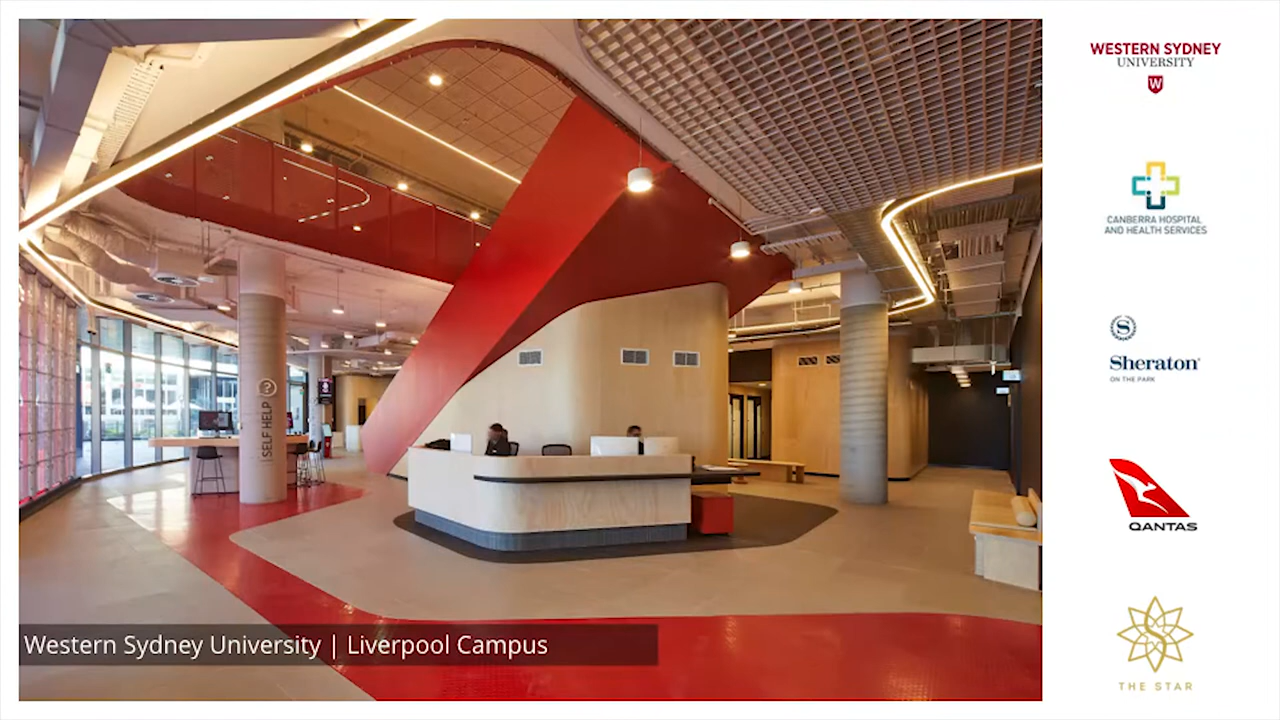 SELF HELP
?
Western Sydney University | Liverpool Campus
WESTERN SYDNEY
UNIVERSITY
W
CANBERRA HOSPITAL
AND HEALTH SERVICES
S
Sheraton
ON THE PARK
QANTAS
THE STAR